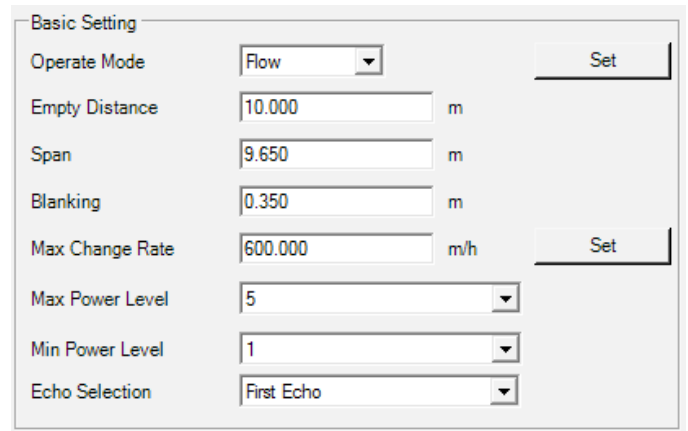 Basic Setting
Operate Mode Flow Set
Empty Distance 10.000 m
Span 9.650 m
Blanking 0.350 m
Max Change Rate 600.000 m/h Set
Max Power Level 5
Min Power Level 1
Echo Selection First Echo